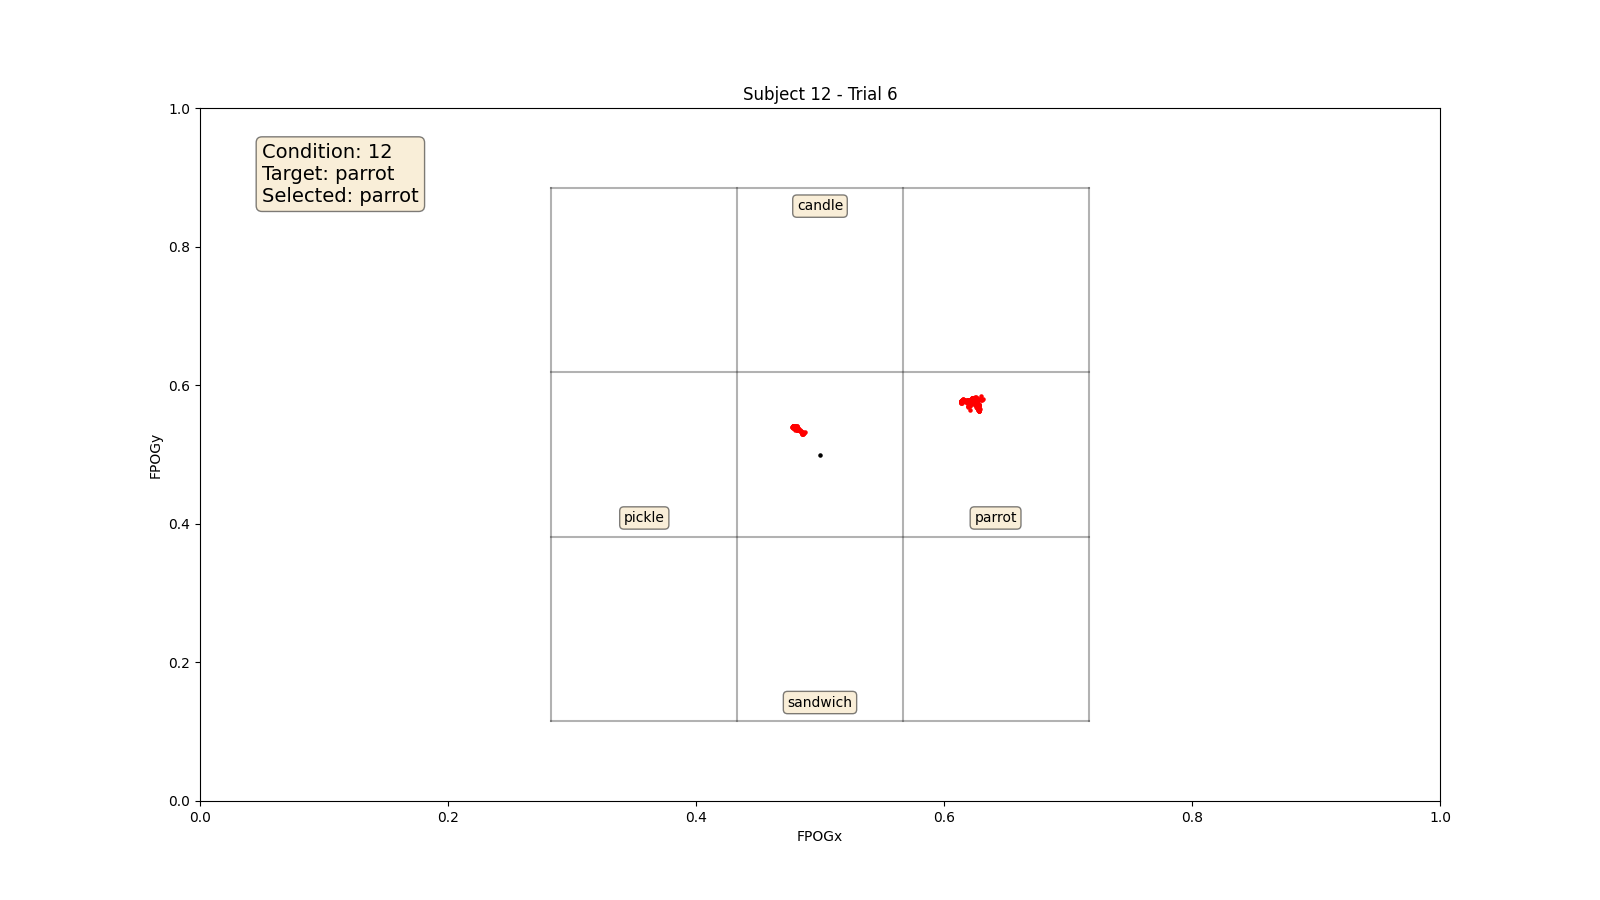 Subject 12 - Trial 6
1.0
Condition: 12
Target: parrot
Selected: parrot
candle
0.8
0.6
FPOGy
pickle
parrot
0.4
0.2
sandwich
0.0
0.0
0.2
0.4
0.6
0.8
1.0
FPOGx